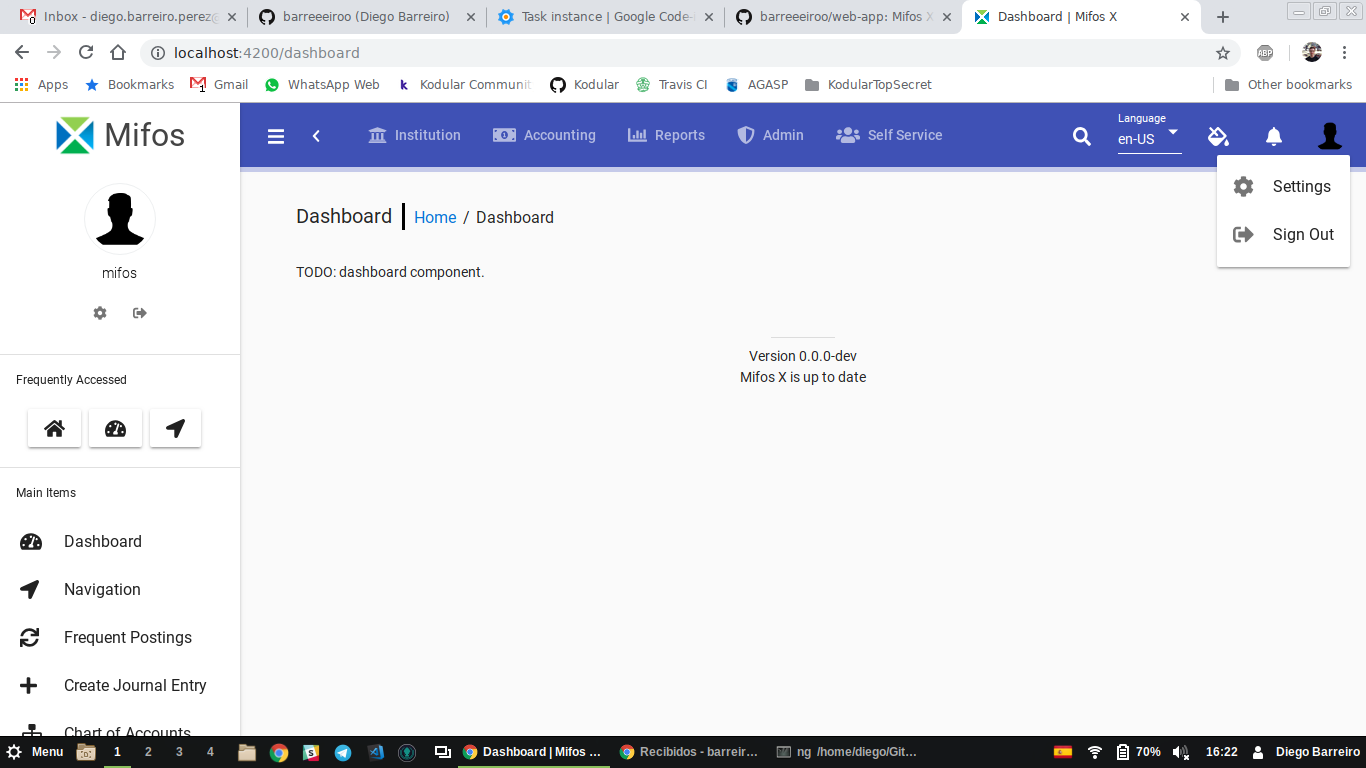 Inbox - diego.barreiro.perez@
barreeeiroo (Diego Barreiro)
Task instance | Google Code-i
barreeeiroo/web-app: Mifos X
Dashboard | Mifos X
localhost:4200/dashboard
ABP
Apps Bookmarks Gmail WhatsApp Web Kodular Communit Kodular Travis CI AGASP KodularTopSecret Other bookmarks
Mifos
Institution Accounting Reports Admin Self Service
Language
en-US
Settings
Sign Out
mifos
Dashboard Home / Dashboard
TODO: dashboard component.
Version 0.0.0-dev
Mifos X is up to date
Frequently Accessed
Main Items
Dashboard
Navigation
Frequent Postings
Create Journal Entry
Chart of Accounts
Menu 1 2 3 4 Dashboard | Mifos ... Recibidos - barreir... ng /home/diego/Git... 70% 16:22 Diego Barreiro